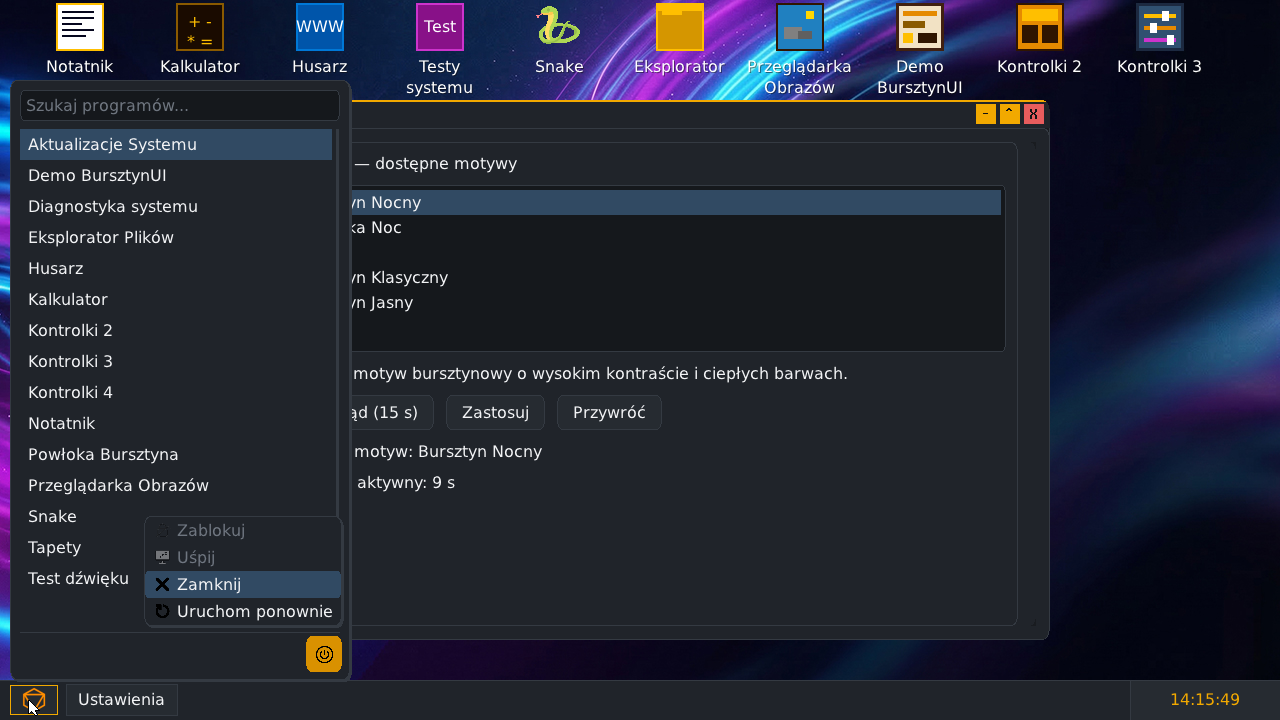 + -
* =
WWW
Test
Notatnik
Kalkulator
Husarz
Testy
systemu
Snake
Eksplorator
Przeglądarka
Obrazów
Demo
BursztynUI
Kontrolki 2
Kontrolki 3
Szukaj programów...
Aktualizacje Systemu
Demo BursztynUI
Diagnostyka systemu
Eksplorator Plików
Husarz
Kalkulator
Kontrolki 2
Kontrolki 3
Kontrolki 4
Notatnik
Powłoka Bursztyna
Przeglądarka Obrazów
Snake
Tapety
Test dźwięku
Zablokuj
Uśpij
Zamknij
Uruchom ponownie
- ^ X
— dostępne motywy
yn Nocny
ka Noc
yn Klasyczny
yn Jasny
motyw bursztynowy o wysokim kontraście i ciepłych barwach.
ąd (15 s) Zastosuj Przywróć
motyw: Bursztyn Nocny
aktywny: 9 s
Ustawienia
14:15:49